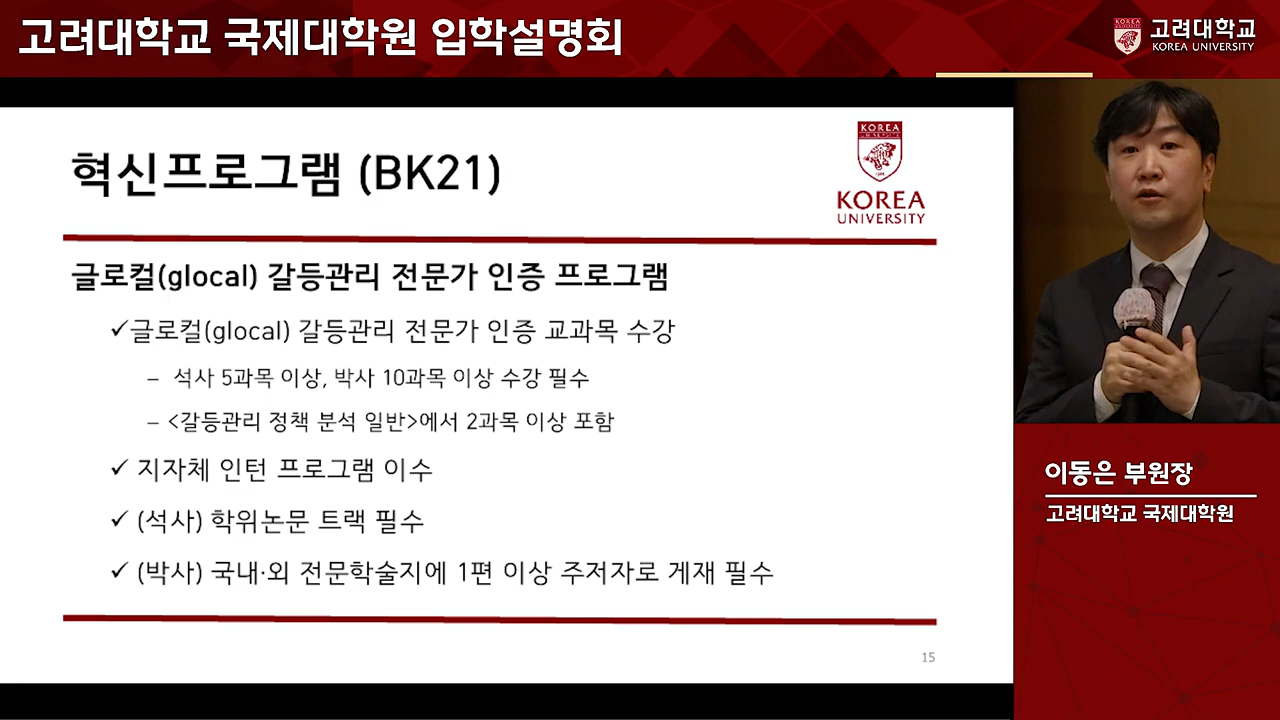 고려대학교 국제대학원 입학설명회
고려대학교
KOREA UNIVERSITY
혁신프로그램 (BK21)
KOREA
KOREA
UNIVERSITY
글로컬(glocal) 갈등관리 전문가 인증 프로그램
✓글로컬(glocal) 갈등관리 전문가 인증 교과목 수강
– 석사 5과목 이상, 박사 10과목 이상 수강 필수
– <갈등관리 정책 분석 일반>에서 2과목 이상 포함
✓ 지자체 인턴 프로그램 이수
✓ (석사) 학위논문 트랙 필수
✓ (박사) 국내·외 전문학술지에 1편 이상 주저자로 게재 필수
15
이동은 부원장
고려대학교 국제대학원